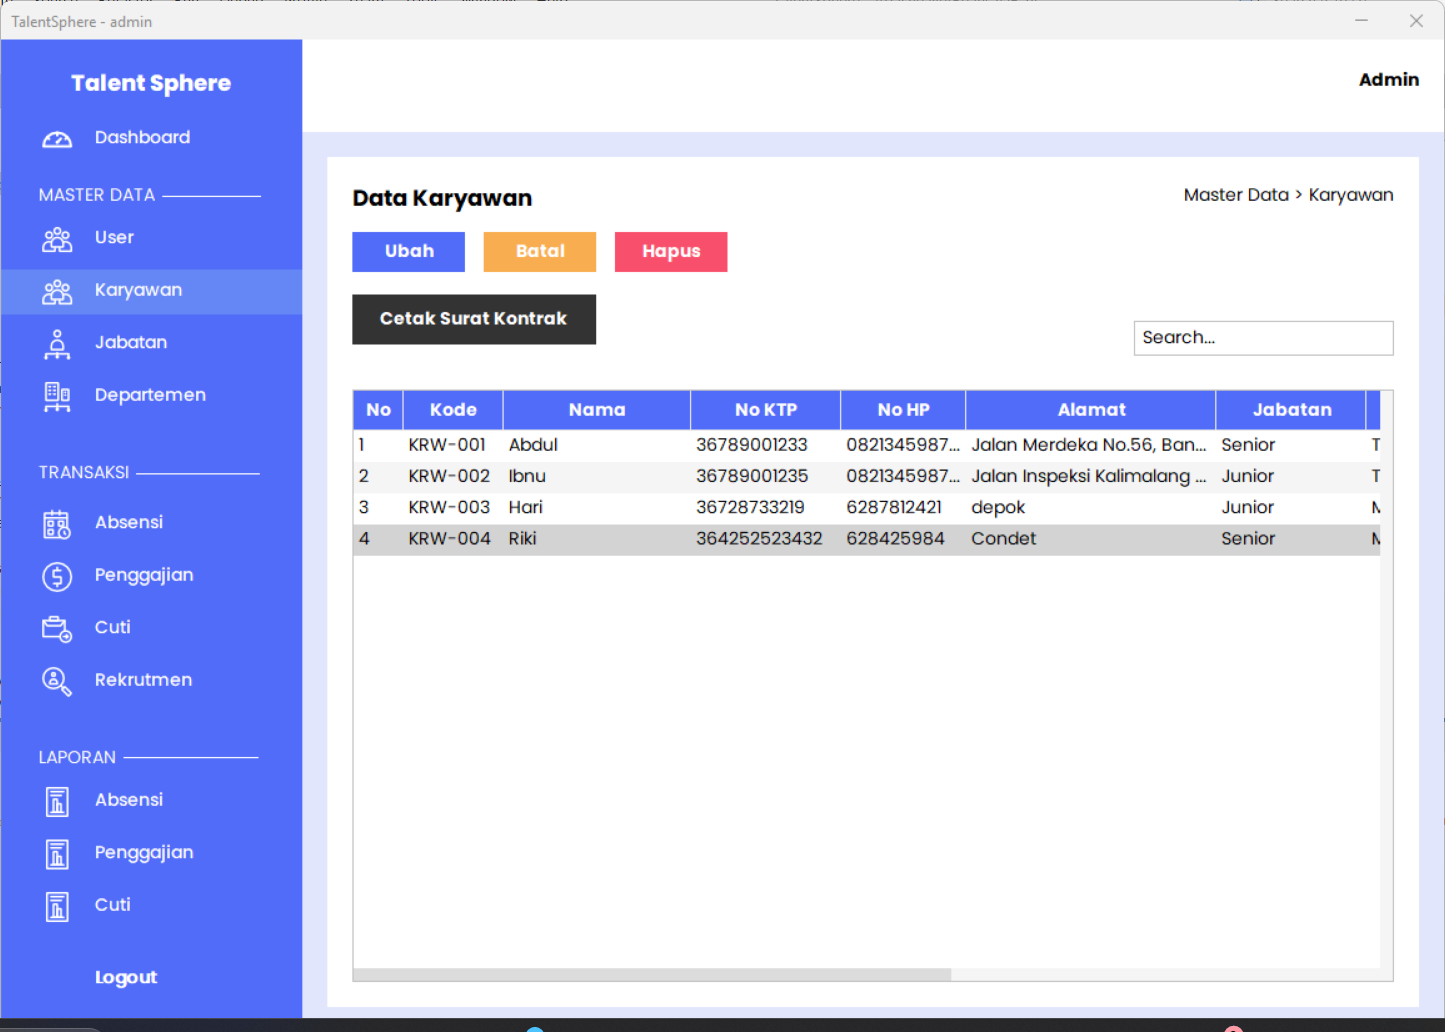 TalentSphere - admin
Talent Sphere
Admin
Dashboard
MASTER DATA
User
Karyawan
Jabatan
Departemen
TRANSAKSI
Absensi
Penggajian
Cuti
Rekrutmen
LAPORAN
Absensi
Penggajian
Cuti
Logout
Data Karyawan
Master Data > Karyawan
Ubah Batal Hapus
Cetak Surat Kontrak
Search...
No Kode Nama No KTP No HP Alamat Jabatan
1 KRW-001 Abdul 36789001233 0821345987... Jalan Merdeka No.56, Ban... Senior T
2 KRW-002 Ibnu 36789001235 0821345987... Jalan Inspeksi Kalimalang ... Junior T
3 KRW-003 Hari 36728733219 6287812421 depok Junior M
4 KRW-004 Riki 364252523432 628425984 Condet Senior M